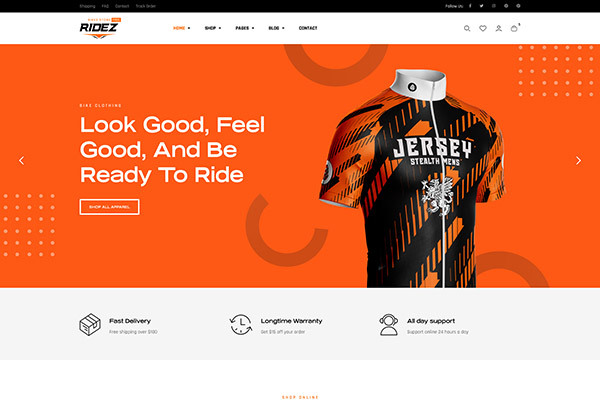 Shipping FAQ Contact Track Order Follow Us:
RIDEZ
HOME SHOP PAGES BLOG CONTACT
BIKE CLOTHING
Look Good, Feel
Good, And Be
Ready To Ride
SHOP ALL APPAREL
JERSEY
STEALTH MENS
Fast Delivery
Free shipping over $100
Longtime Warranty
Get $15 off your order
All day support
Support online 24 hours a day
SHOP ONLINE